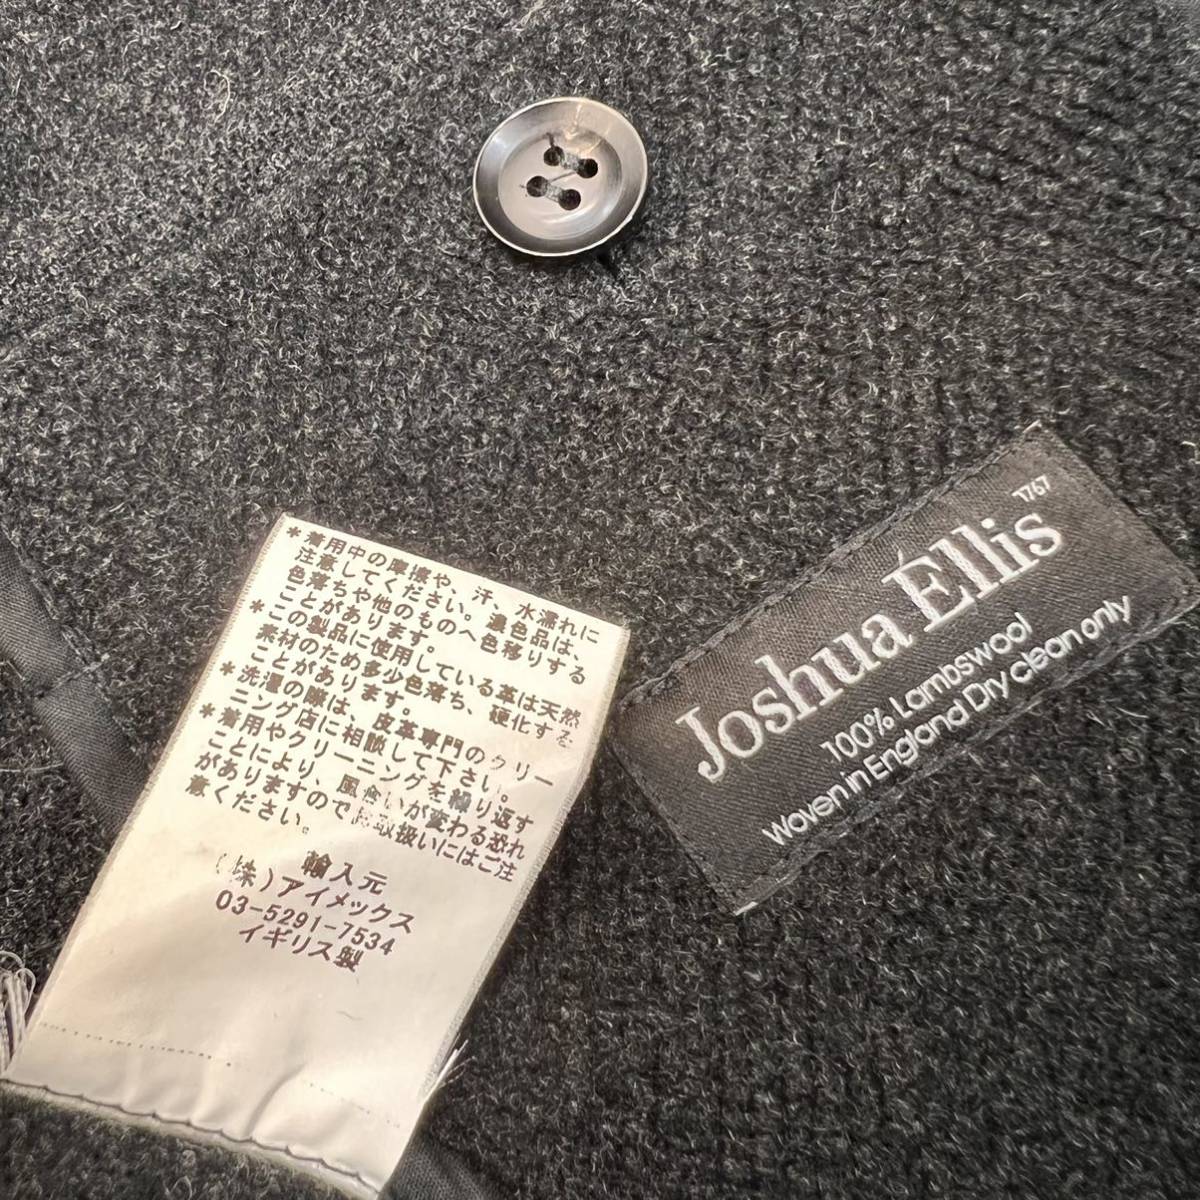 *着用中の摩擦や、汗、水濡れに
注意してください。濃色品は、
色落ちや他のものへ色移りする
ことがあります。
*この製品に使用している革は天然
素材のため多少色落ち、硬化する
ことがあります。
*洗濯の際は、皮革専門のクリー
ニング店に相談して下さい。
*着用やクリーニングを繰り返す
ことにより、風合いが変わる恐れ
がありますのでお取扱いにはご注
意ください。
輸入元
(株)アイメックス
03-5291-7534
イギリス製
1767
Joshua Ellis
100% Lambswool
Woven in England Dry clean only